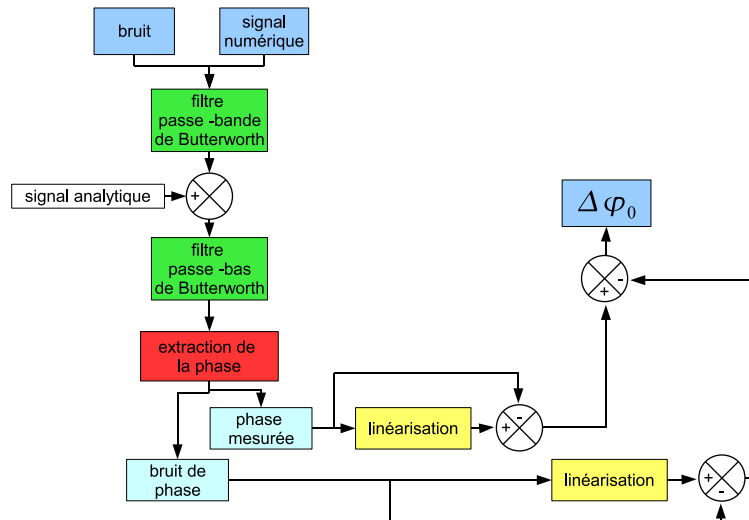 bruit
signal
numérique
filtre
passe -bande
de Butterworth
signal analytique
+
filtre
passe -bas
de Butterworth
Δφ₀
-
+
extraction de
la phase
phase
mesurée
linéarisation
-
+
bruit de
phase
linéarisation
+
-